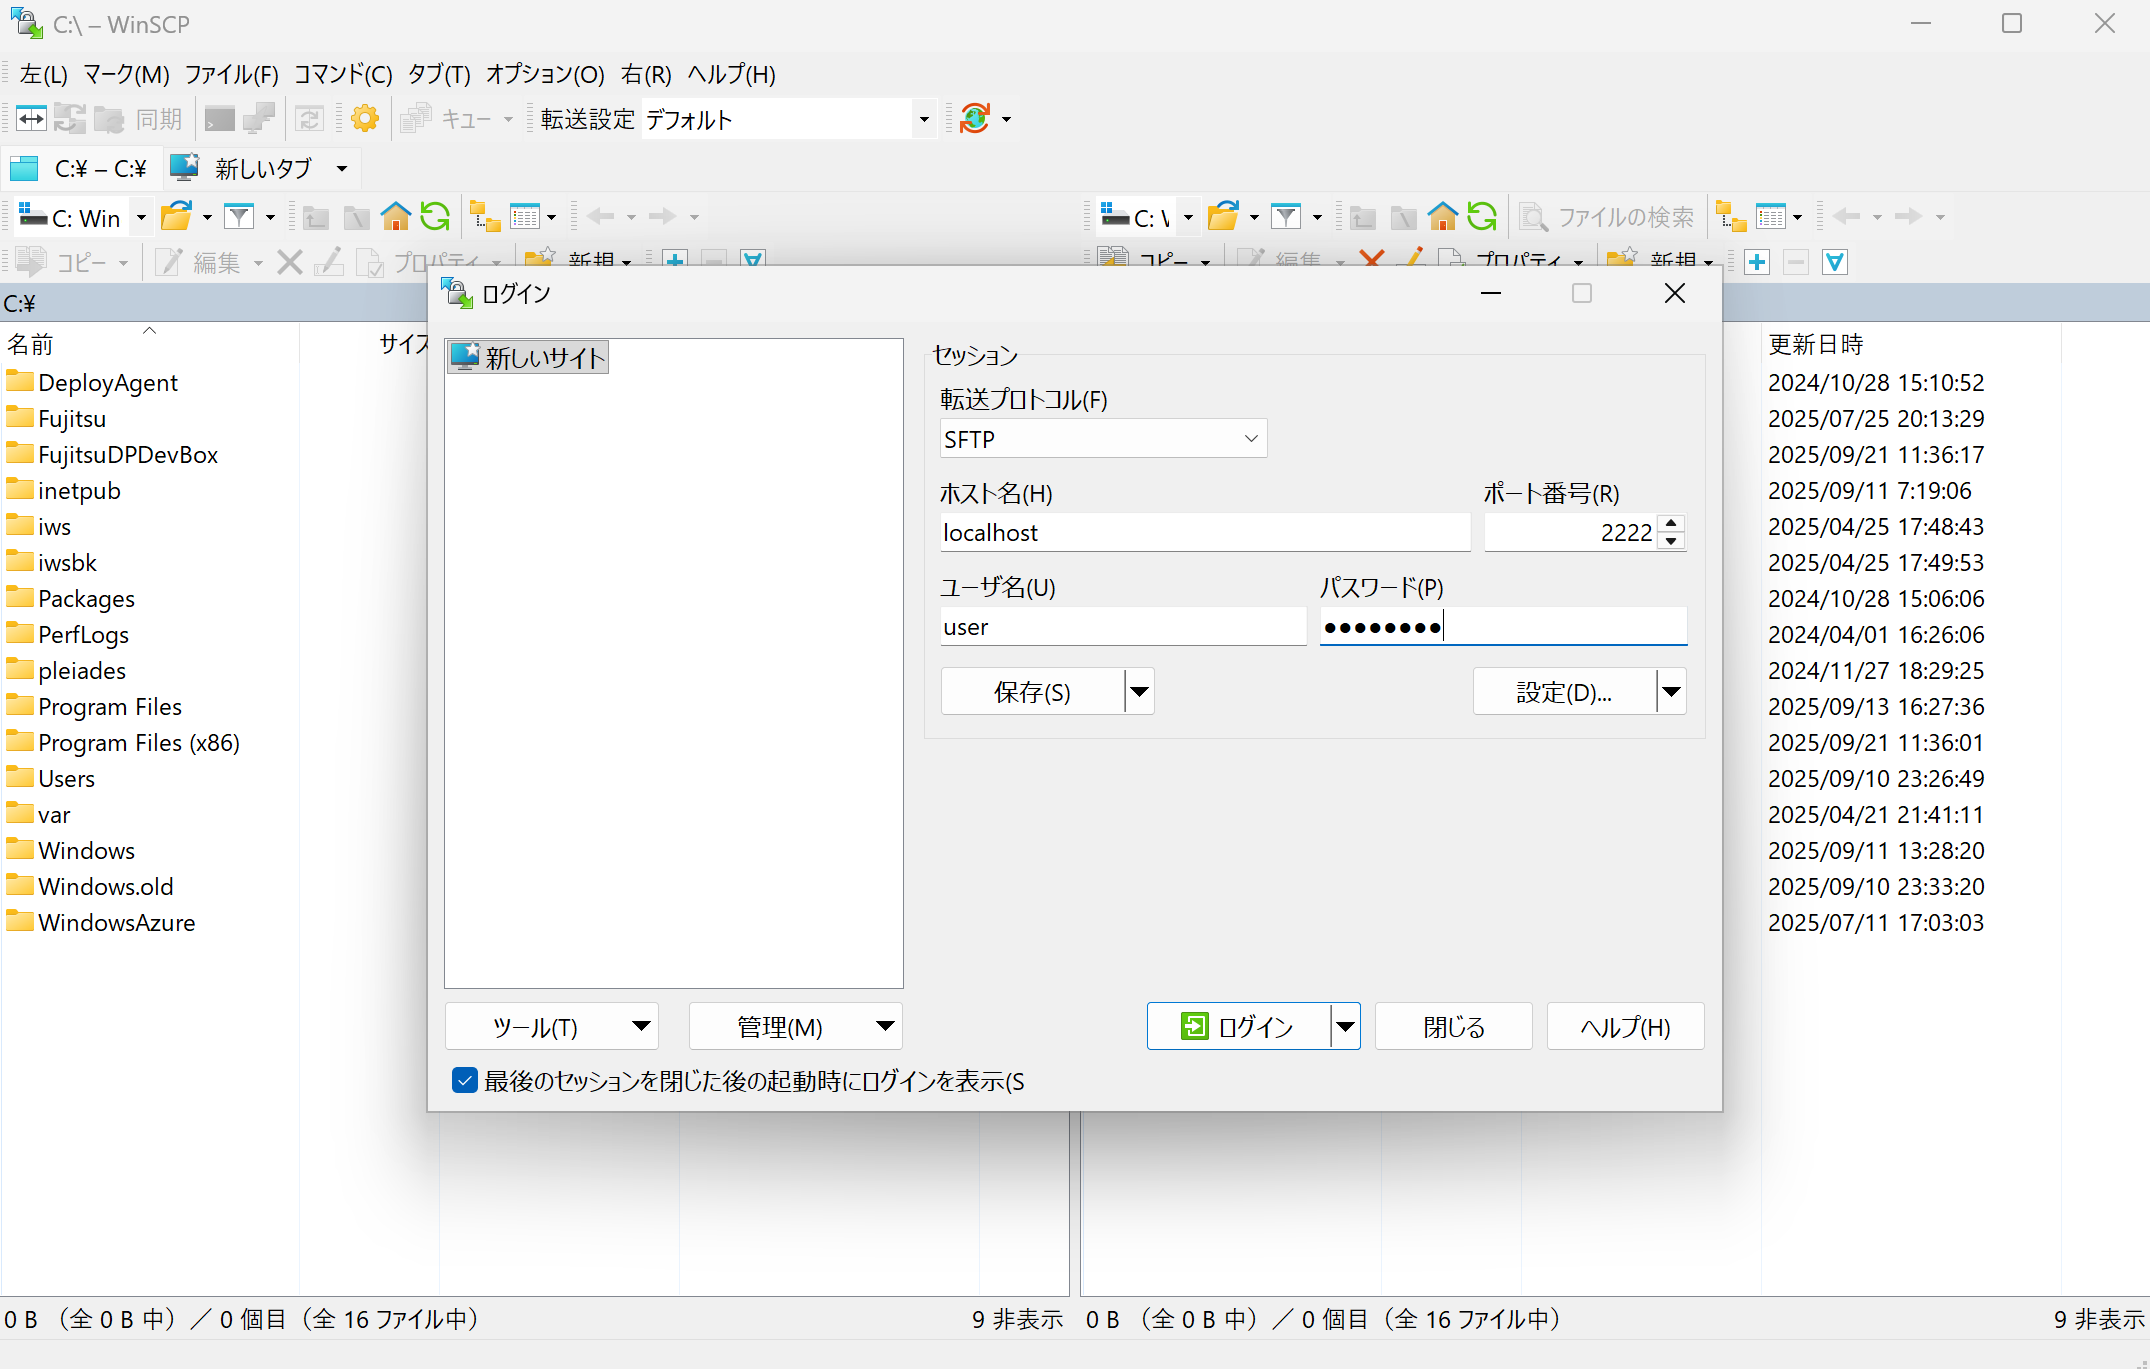 C:\ – WinSCP
左(L) マーク(M) ファイル(F) コマンド(C) タブ(T) オプション(O) 右(R) ヘルプ(H)
同期 キュー 転送設定 デフォルト
C:¥ – C:¥ 新しいタブ
C: Win C: ファイルの検索
コピー 編集 プロパティ 新規 コピー 編集 プロパティ 新規
C:¥
名前 サイズ 更新日時
DeployAgent 2024/10/28 15:10:52
Fujitsu 2025/07/25 20:13:29
FujitsuDPDevBox 2025/09/21 11:36:17
inetpub 2025/09/11 7:19:06
iws 2025/04/25 17:48:43
iwsbk 2025/04/25 17:49:53
Packages 2024/10/28 15:06:06
PerfLogs 2024/04/01 16:26:06
pleiades 2024/11/27 18:29:25
Program Files 2025/09/13 16:27:36
Program Files (x86) 2025/09/21 11:36:01
Users 2025/09/10 23:26:49
var 2025/04/21 21:41:11
Windows 2025/09/11 13:28:20
Windows.old 2025/09/10 23:33:20
WindowsAzure 2025/07/11 17:03:03
ログイン
新しいサイト
セッション
転送プロトコル(F)
SFTP
ホスト名(H) ポート番号(R)
localhost 2222
ユーザ名(U) パスワード(P)
user ●●●●●●●●
保存(S) 設定(D)...
ツール(T) 管理(M) ログイン 閉じる ヘルプ(H)
最後のセッションを閉じた後の起動時にログインを表示(S
0 B （全 0 B 中）／ 0 個目（全 16 ファイル中） 9 非表示 0 B （全 0 B 中）／ 0 個目（全 16 ファイル中） 9 非表示